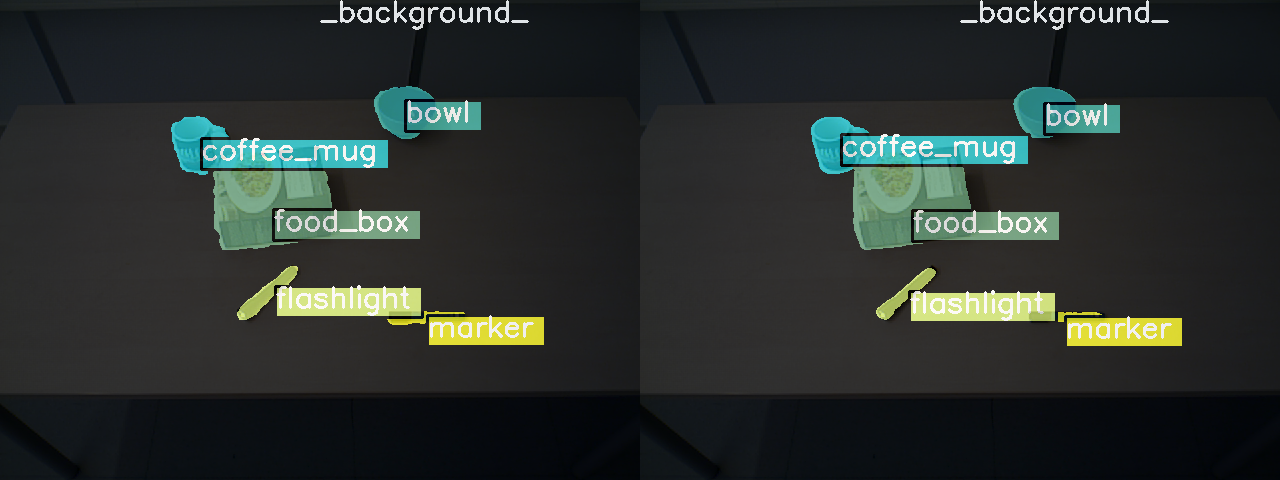 _background_
_background_
bowl
bowl
coffee_mug
coffee_mug
food_box
food_box
flashlight
flashlight
marker
marker